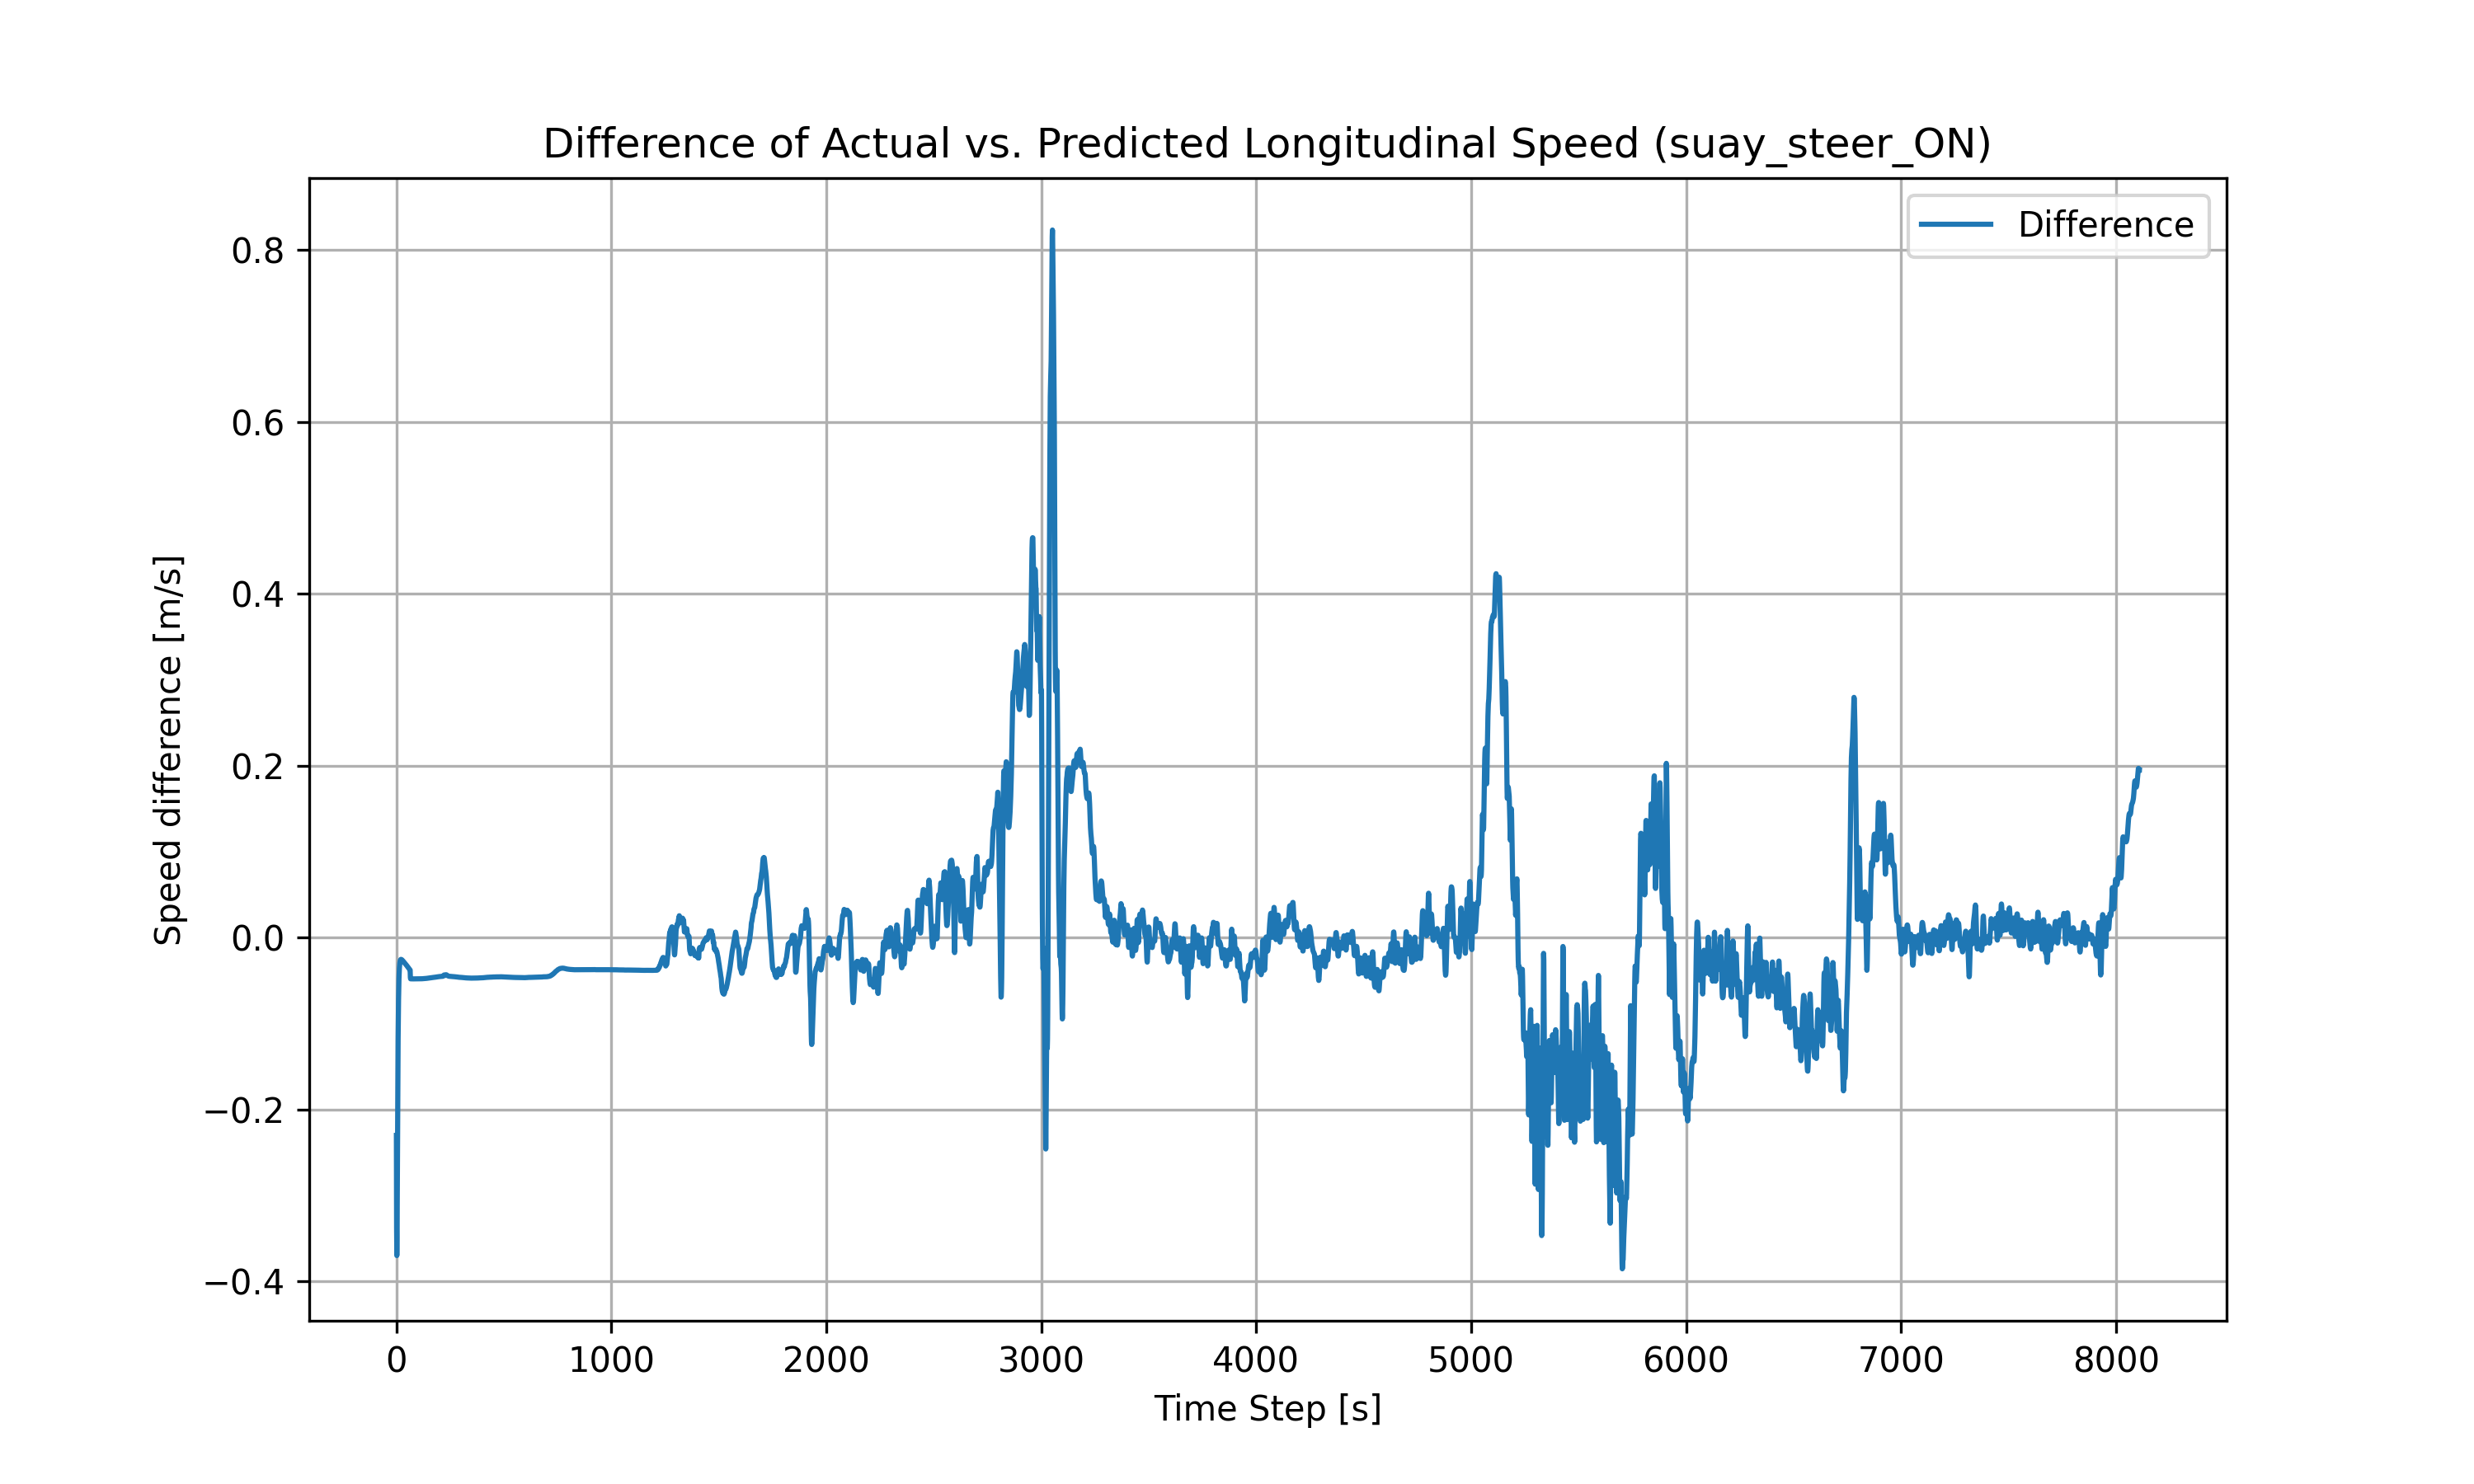 Difference of Actual vs. Predicted Longitudinal Speed (suay_steer_ON)
Difference
0.8
0.6
0.4
0.2
0.0
−0.2
−0.4
Speed difference [m/s]
0 1000 2000 3000 4000 5000 6000 7000 8000
Time Step [s]